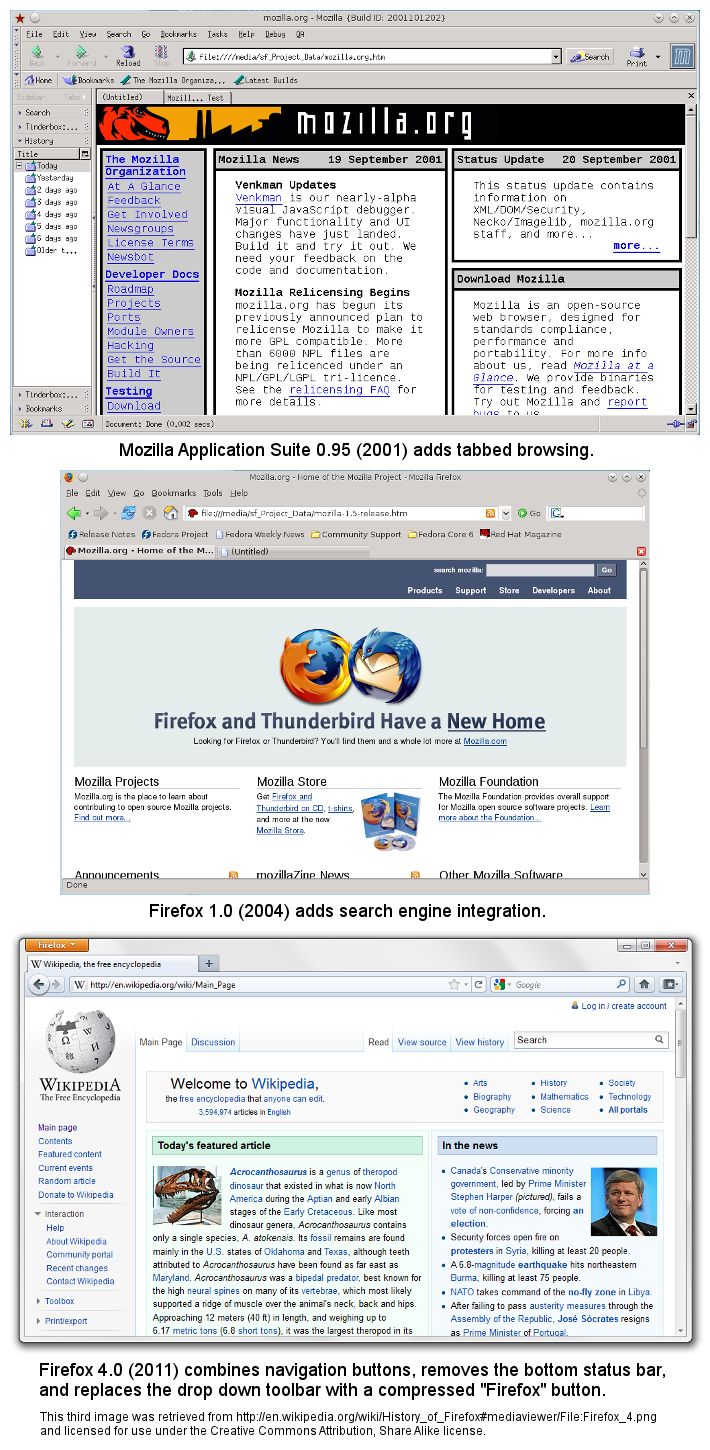 mozilla.org - Mozilla {Build ID: 2001101202}
File Edit View Search Go Bookmarks Tasks Help Debug QA
Back Forward Reload Stop file:////media/sf_Project_Data/mozilla.org.htm Search Print
Home Bookmarks The Mozilla Organiza... Latest Builds
Sidebar Tabs
Search
Tinderbox:...
History
Title
Today
Yesterday
2 days ago
3 days ago
4 days ago
5 days ago
6 days ago
Older t...
Tinderbox:...
Bookmarks
(Untitled) Mozill... Test
mozilla.org
The Mozilla
Organization
At A Glance
Feedback
Get Involved
Newsgroups
License Terms
Newsbot
Developer Docs
Roadmap
Projects
Ports
Module Owners
Hacking
Get the Source
Build It
Testing
Download
Mozilla News 19 September 2001
Venkman Updates
Venkman is our nearly-alpha
visual JavaScript debugger.
Major functionality and UI
changes have just landed.
Build it and try it out. We
need your feedback on the
code and documentation.
Mozilla Relicensing Begins
mozilla.org has begun its
previously announced plan to
relicense Mozilla to make it
more GPL compatible. More
than 6000 NPL files are
being relicenced under an
NPL/GPL/LGPL tri-licence.
See the relicensing FAQ for
more details.
Status Update 20 September 2001
This status update contains
information on
XML/DOM/Security,
Necko/Imagelib, mozilla.org
staff, and more...
more...
Download Mozilla
Mozilla is an open-source
web browser, designed for
standards compliance,
performance and
portability. For more info
about us, read Mozilla at a
Glance. We provide binaries
for testing and feedback.
Try out Mozilla and report
bugs to us
Document: Done (0.002 secs)
Mozilla Application Suite 0.95 (2001) adds tabbed browsing.
Mozilla.org - Home of the Mozilla Project - Mozilla Firefox
File Edit View Go Bookmarks Tools Help
file:///media/sf_Project_Data/mozilla-1.5-release.htm Go G
Release Notes Fedora Project Fedora Weekly News Community Support Fedora Core 6 Red Hat Magazine
Mozilla.org - Home of the M... (Untitled)
search mozilla: Go
Products Support Store Developers About
Firefox and Thunderbird Have a New Home
Looking for Firefox or Thunderbird? You'll find them and a whole lot more at Mozilla.com
Mozilla Projects
Mozilla.org is the place to learn about
contributing to open source Mozilla projects.
Find out more...
Mozilla Store
Get Firefox and
Thunderbird on CD, t-shirts,
and more at the new
Mozilla Store.
Mozilla Foundation
The Mozilla Foundation provides overall support
for Mozilla open source software projects. Learn
more about the Foundation...
Announcements mozillaZine News Other Mozilla Software
Done
Firefox 1.0 (2004) adds search engine integration.
Firefox
W Wikipedia, the free encyclopedia +
W http://en.wikipedia.org/wiki/Main_Page Google
Log in / create account
WIKIPEDIA
The Free Encyclopedia
Main Page Discussion Read View source View history Search
Main page
Contents
Featured content
Current events
Random article
Donate to Wikipedia
Interaction
Help
About Wikipedia
Community portal
Recent changes
Contact Wikipedia
Toolbox
Print/export
Welcome to Wikipedia,
the free encyclopedia that anyone can edit.
3,594,974 articles in English
Arts History Society
Biography Mathematics Technology
Geography Science All portals
Today's featured article
Acrocanthosaurus is a genus of theropod
dinosaur that existed in what is now North
America during the Aptian and early Albian
stages of the Early Cretaceous. Like most
dinosaur genera, Acrocanthosaurus contains
only a single species, A. atokensis. Its fossil remains are found
mainly in the U.S. states of Oklahoma and Texas, although teeth
attributed to Acrocanthosaurus have been found as far east as
Maryland. Acrocanthosaurus was a bipedal predator, best known for
the high neural spines on many of its vertebrae, which most likely
supported a ridge of muscle over the animal's neck, back and hips.
Approaching 12 meters (40 ft) in length, and weighing up to
6.17 metric tons (6.8 short tons), it was the largest theropod in its
In the news
Canada's Conservative minority
government, led by Prime Minister
Stephen Harper (pictured), fails a
vote of non-confidence, forcing an
election.
Security forces open fire on
protesters in Syria, killing at least 20 people.
A 6.8-magnitude earthquake hits northeastern
Burma, killing at least 75 people.
NATO takes command of the no-fly zone in Libya.
After failing to pass austerity measures through the
Assembly of the Republic, José Sócrates resigns
as Prime Minister of Portugal.
Firefox 4.0 (2011) combines navigation buttons, removes the bottom status bar,
and replaces the drop down toolbar with a compressed "Firefox" button.
This third image was retrieved from http://en.wikipedia.org/wiki/History_of_Firefox#mediaviewer/File:Firefox_4.png
and licensed for use under the Creative Commons Attribution, Share Alike license.